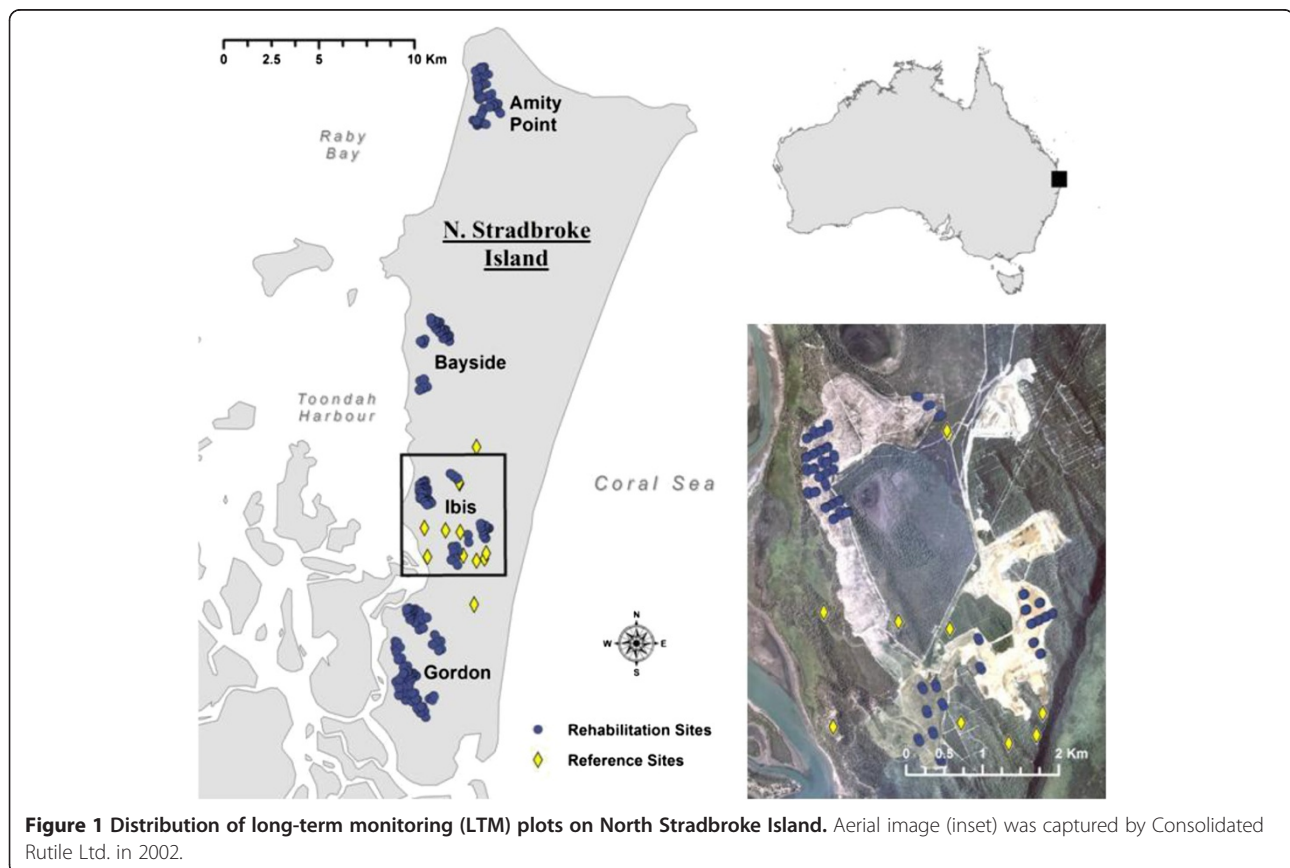 0 2.5 5 10 Km
Amity
Point
Raby
Bay
N. Stradbroke
Island
Bayside
Toondah
Harbour
Ibis
Coral Sea
Gordon
N
W E
S
Rehabilitation Sites
Reference Sites
0 0.5 1 2 Km
Figure 1 Distribution of long-term monitoring (LTM) plots on North Stradbroke Island. Aerial image (inset) was captured by Consolidated
Rutile Ltd. in 2002.